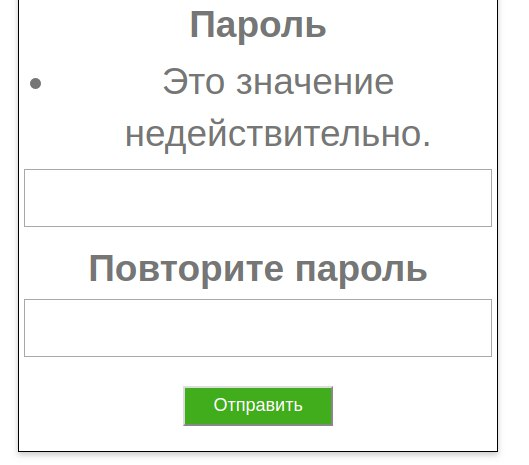 Пароль
• Это значение
недействительно.
Повторите пароль
Отправить